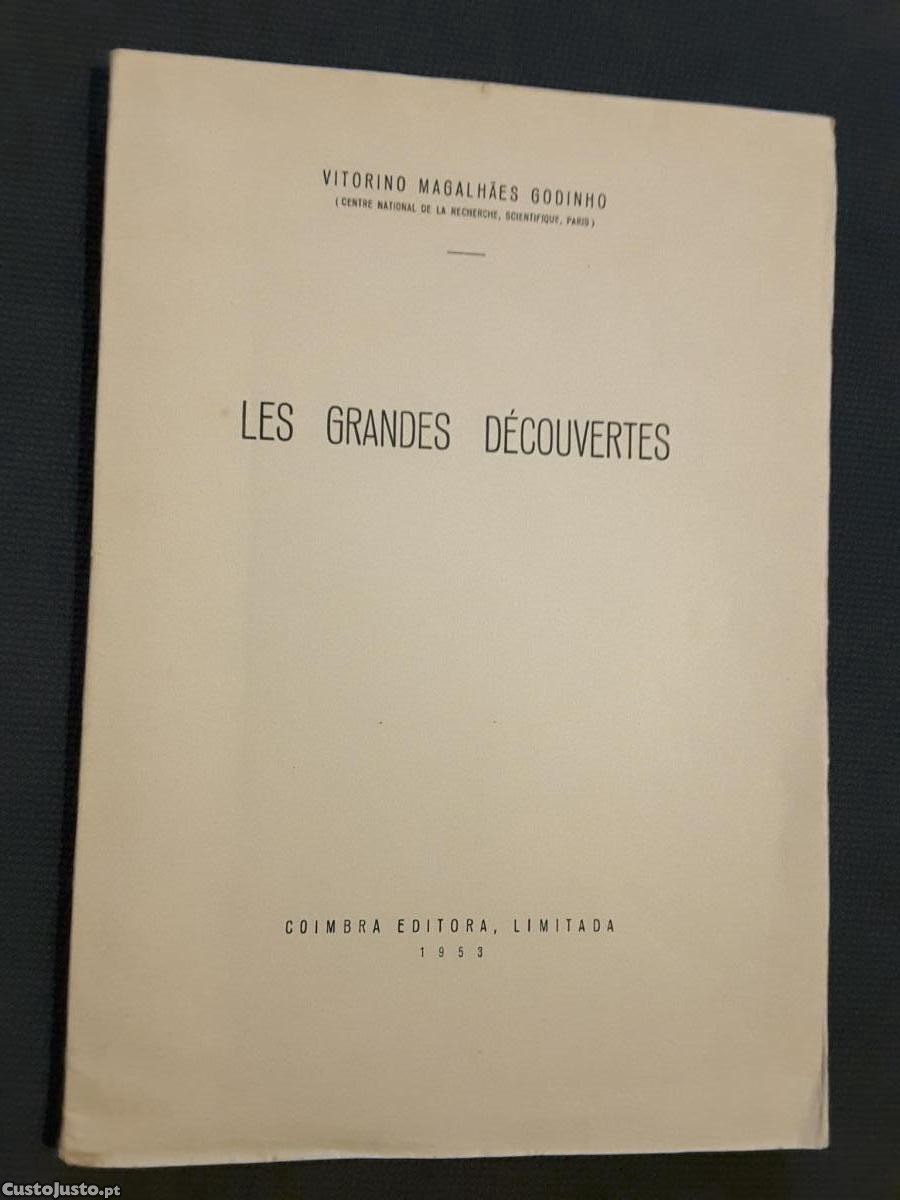 VITORINO MAGALHÃES GODINHO
(CENTRE NATIONAL DE LA RECHERCHE, SCIENTIFIQUE, PARIS)
LES GRANDES DÉCOUVERTES
COIMBRA EDITORA, LIMITADA
1953
CustoJusto.pt